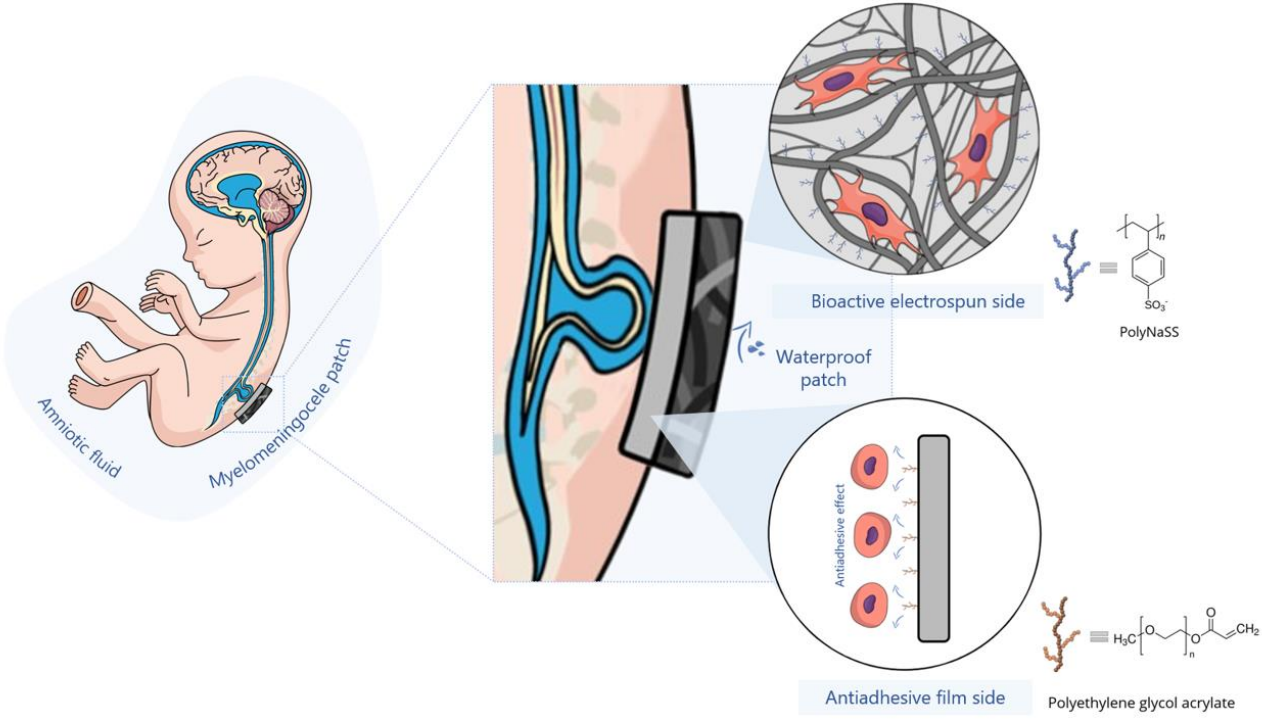 Amniotic fluid
Myelomeningocele patch
Waterproof
patch
Bioactive electrospun side
n
SO3-
PolyNaSS
Antiadhesive effect
Antiadhesive film side
H3C
O
n
O
O
CH2
Polyethylene glycol acrylate